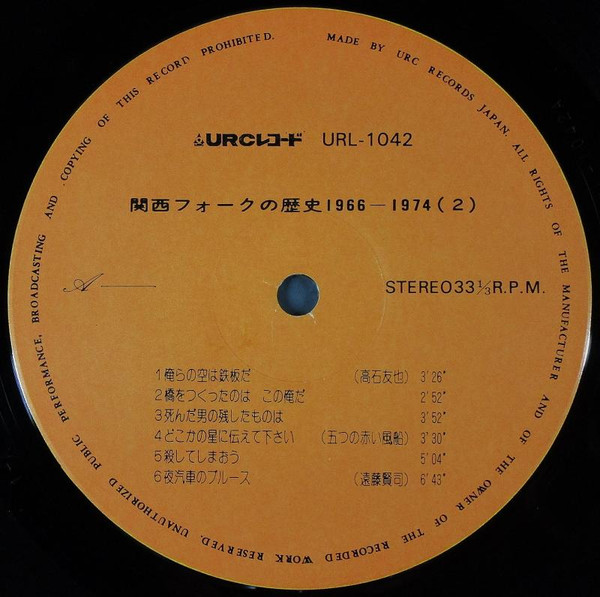 UNAUTHORIZED PUBLIC PERFORMANCE, BROADCASTING AND COPYING OF THIS RECORD PROHIBITED. MADE BY URC RECORDS JAPAN. ALL RIGHTS OF THE MANUFACTURER AND OF THE OWNER OF THE RECORDED WORK RESERVED.
URCレコード URL-1042
関西フォークの歴史1966―1974(2)
A STEREO33⅓R.P.M.
1俺らの空は鉄板だ (高石友也) 3'26"
2橋をつくったのは この俺だ 2'52"
3死んだ男の残したものは 3'52"
4どこかの星に伝えて下さい (五つの赤い風船) 3'30"
5殺してしまおう 5'04"
6夜汽車のブルース (遠藤賢司) 6'43"